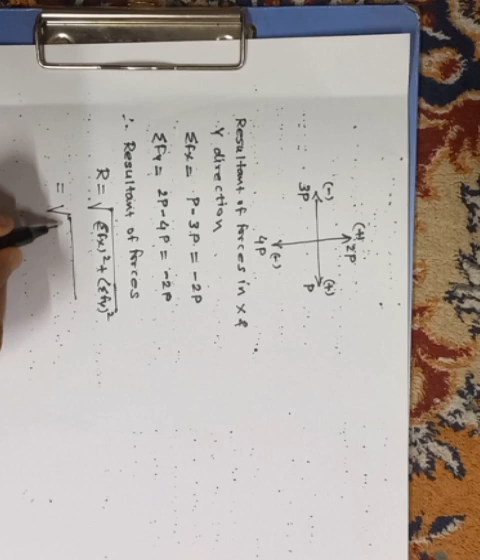 (+)
2P
(-)
3P
(+)
P
(-)
4P
Resultant of forces in X &
Y direction.
Σfx = P-3P = -2P
Σfy = 2P-4P = -2P
∴ Resultant of forces
R = √(Σfx)² + (Σfy)²
= √